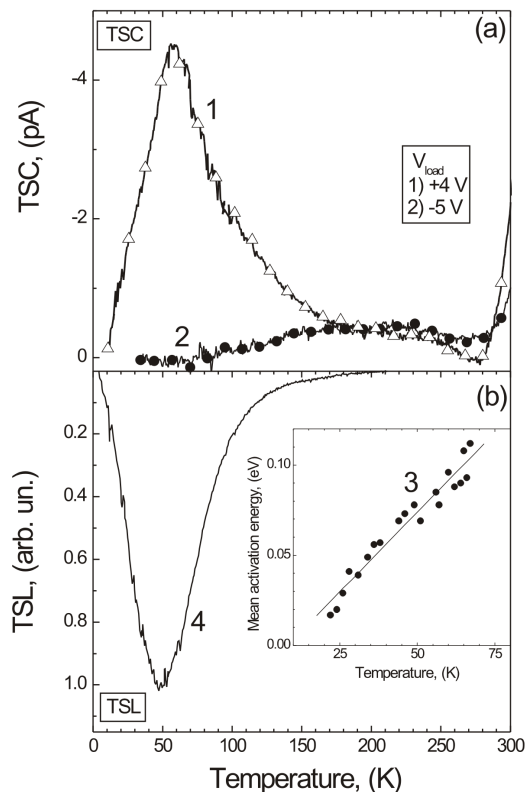 TSC
(a)
-4
-2
0
TSC, (pA)
1
2
V_load
1) +4 V
2) -5 V
(b)
0.2
0.4
0.6
0.8
1.0
TSL, (arb. un.)
4
TSL
0.10
0.05
0.00
Mean activation energy, (eV)
3
25 50 75
Temperature, (K)
0 50 100 150 200 250 300
Temperature, (K)